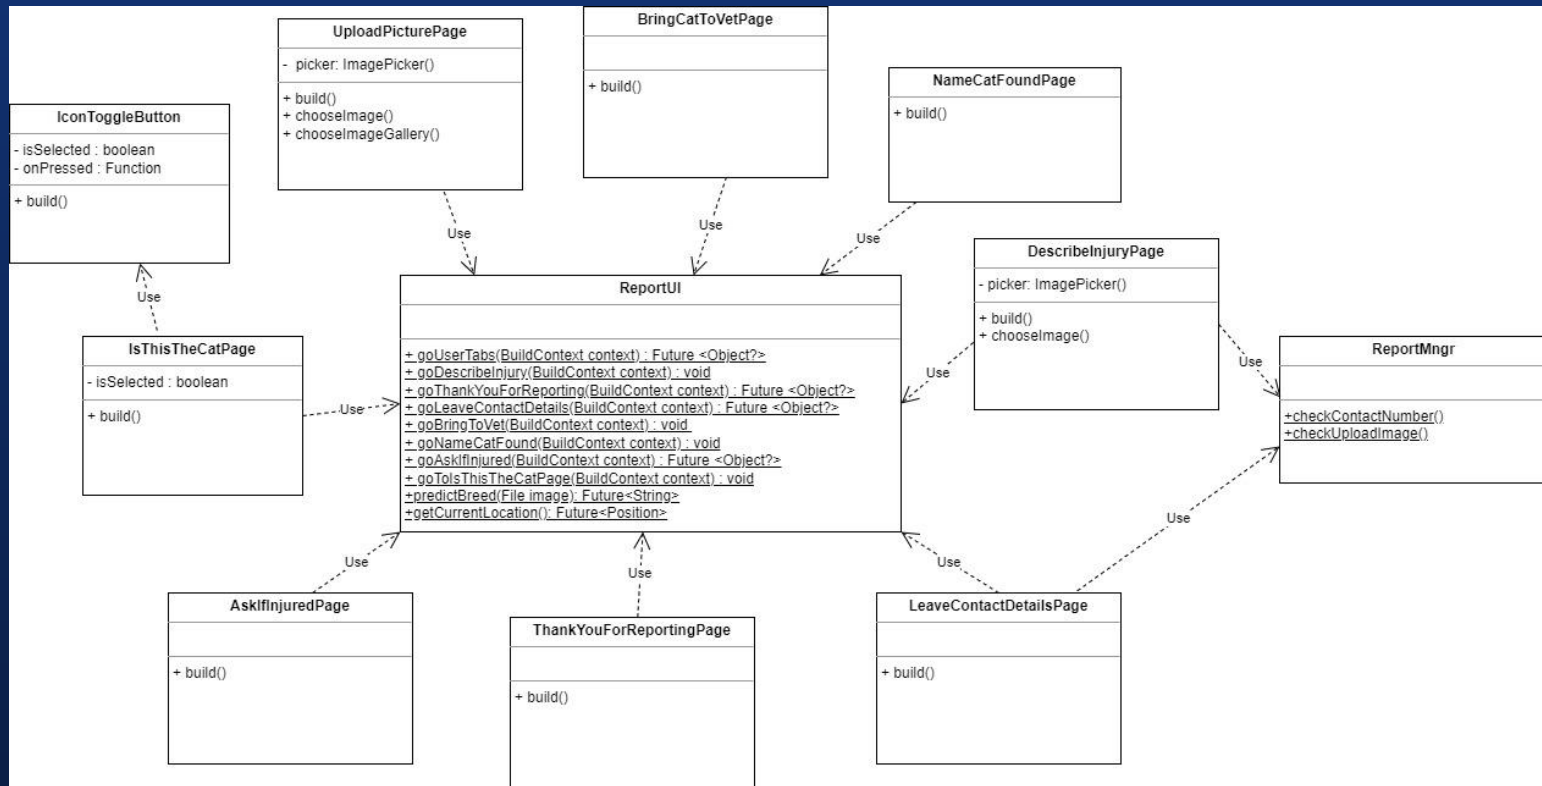 UploadPicturePage
- picker: ImagePicker()
+ build()
+ chooseImage()
+ chooseImageGallery()
BringCatToVetPage
+ build()
NameCatFoundPage
+ build()
IconToggleButton
- isSelected : boolean
- onPressed : Function
+ build()
Use
Use
Use
Use
DescribeInjuryPage
- picker: ImagePicker()
+ build()
+ chooseImage()
IsThisTheCatPage
- isSelected : boolean
+ build()
Use
ReportUI
+ goUserTabs(BuildContext context) : Future <Object?>
+ goDescribeInjury(BuildContext context) : void
+ goThankYouForReporting(BuildContext context) : Future <Object?>
+ goLeaveContactDetails(BuildContext context) : Future <Object?>
+ goBringToVet(BuildContext context) : void
+ goNameCatFound(BuildContext context) : void
+ goAskIfInjured(BuildContext context) : Future <Object?>
+ goToIsThisTheCatPage(BuildContext context) : void
+predictBreed(File image): Future<String>
+getCurrentLocation(): Future<Position>
Use
Use
ReportMngr
+checkContactNumber()
+checkUploadImage()
Use
Use
Use
Use
AskIfInjuredPage
+ build()
ThankYouForReportingPage
+ build()
LeaveContactDetailsPage
+ build()